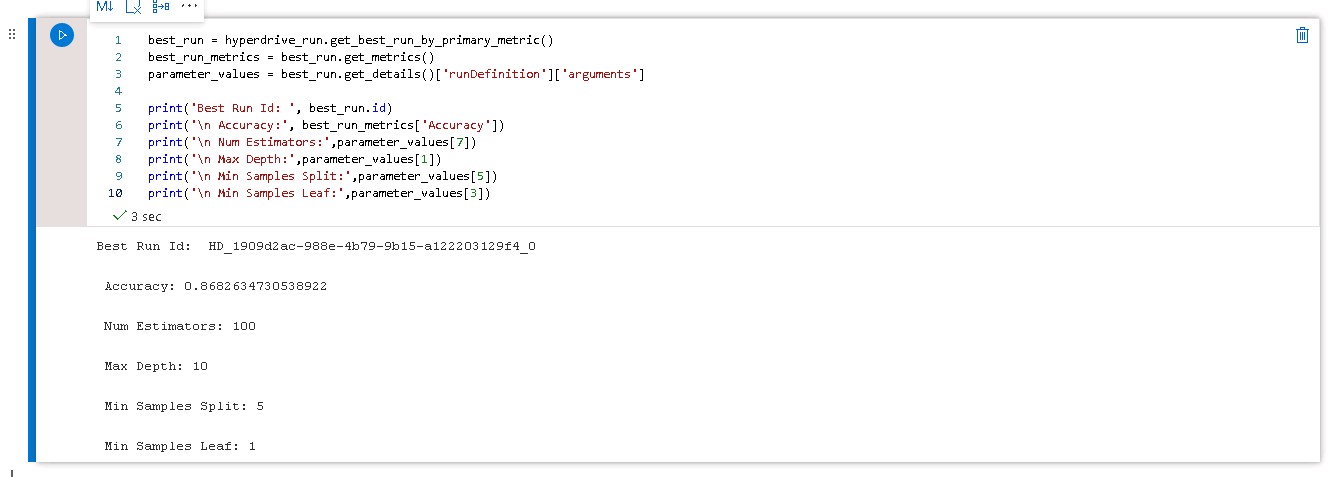 M↓
1 best_run = hyperdrive_run.get_best_run_by_primary_metric()
2 best_run_metrics = best_run.get_metrics()
3 parameter_values = best_run.get_details()['runDefinition']['arguments']
4
5 print('Best Run Id: ', best_run.id)
6 print('\n Accuracy:', best_run_metrics['Accuracy'])
7 print('\n Num Estimators:',parameter_values[7])
8 print('\n Max Depth:',parameter_values[1])
9 print('\n Min Samples Split:',parameter_values[5])
10 print('\n Min Samples Leaf:',parameter_values[3])
3 sec
Best Run Id:  HD_1909d2ac-988e-4b79-9b15-a122203129f4_0
Accuracy: 0.8682634730538922
Num Estimators: 100
Max Depth: 10
Min Samples Split: 5
Min Samples Leaf: 1